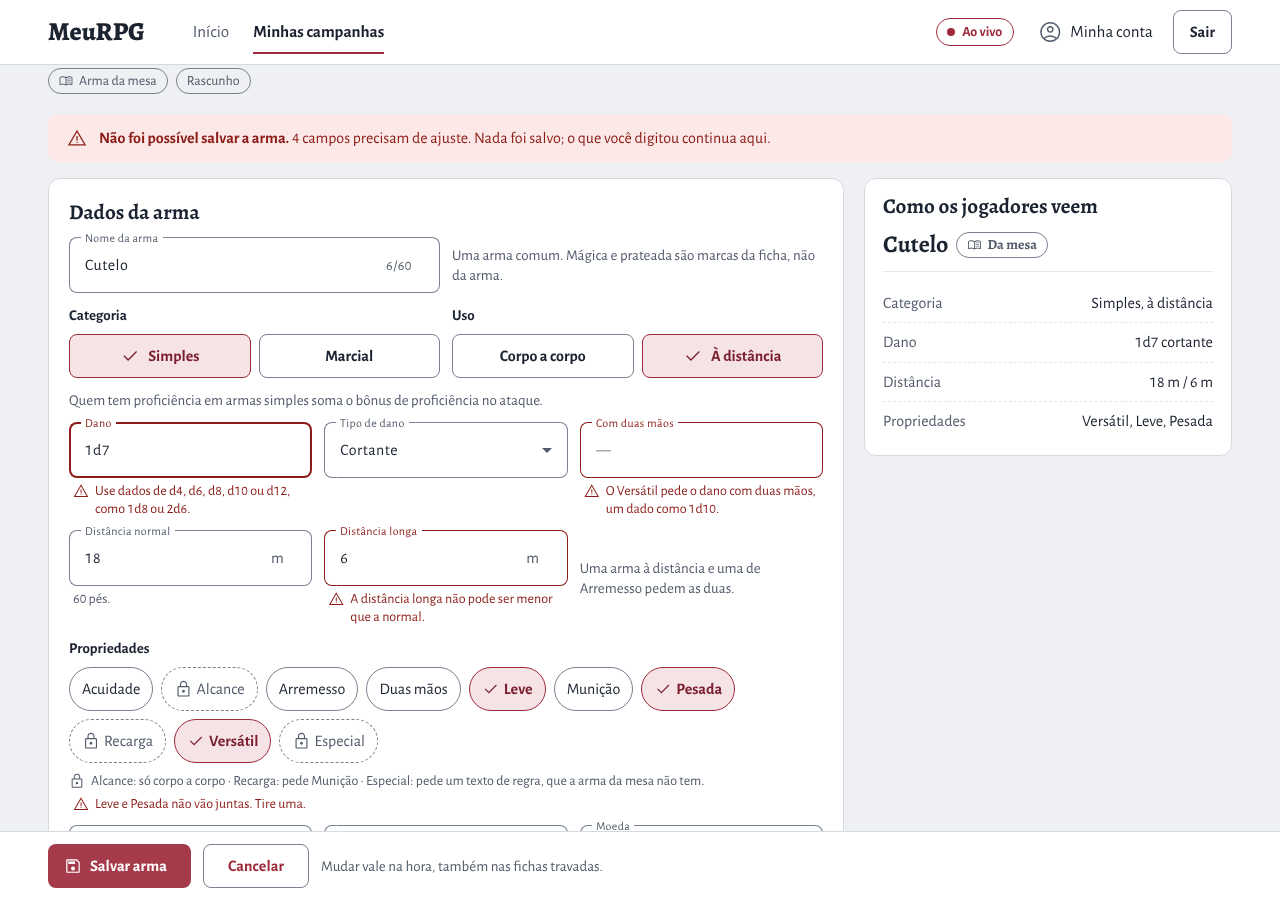 MeuRPG
Início
Minhas campanhas
Ao vivo
Minha conta
Sair
Arma da mesa
Rascunho
Não foi possível salvar a arma. 4 campos precisam de ajuste. Nada foi salvo; o que você digitou continua aqui.
Dados da arma
Nome da arma
Cutelo
6/60
Uma arma comum. Mágica e prateada são marcas da ficha, não
da arma.
Categoria
Uso
Simples
Marcial
Corpo a corpo
À distância
Quem tem proficiência em armas simples soma o bônus de proficiência no ataque.
Dano
1d7
Tipo de dano
Cortante
Com duas mãos
—
Use dados de d4, d6, d8, d10 ou d12,
como 1d8 ou 2d6.
O Versátil pede o dano com duas mãos,
um dado como 1d10.
Distância normal
18 m
Distância longa
6 m
Uma arma à distância e uma de
Arremesso pedem as duas.
60 pés.
A distância longa não pode ser menor
que a normal.
Propriedades
Acuidade
Alcance
Arremesso
Duas mãos
Leve
Munição
Pesada
Recarga
Versátil
Especial
Alcance: só corpo a corpo · Recarga: pede Munição · Especial: pede um texto de regra, que a arma da mesa não tem.
Leve e Pesada não vão juntas. Tire uma.
Moeda
Como os jogadores veem
Cutelo
Da mesa
Categoria
Simples, à distância
Dano
1d7 cortante
Distância
18 m / 6 m
Propriedades
Versátil, Leve, Pesada
Salvar arma
Cancelar
Mudar vale na hora, também nas fichas travadas.